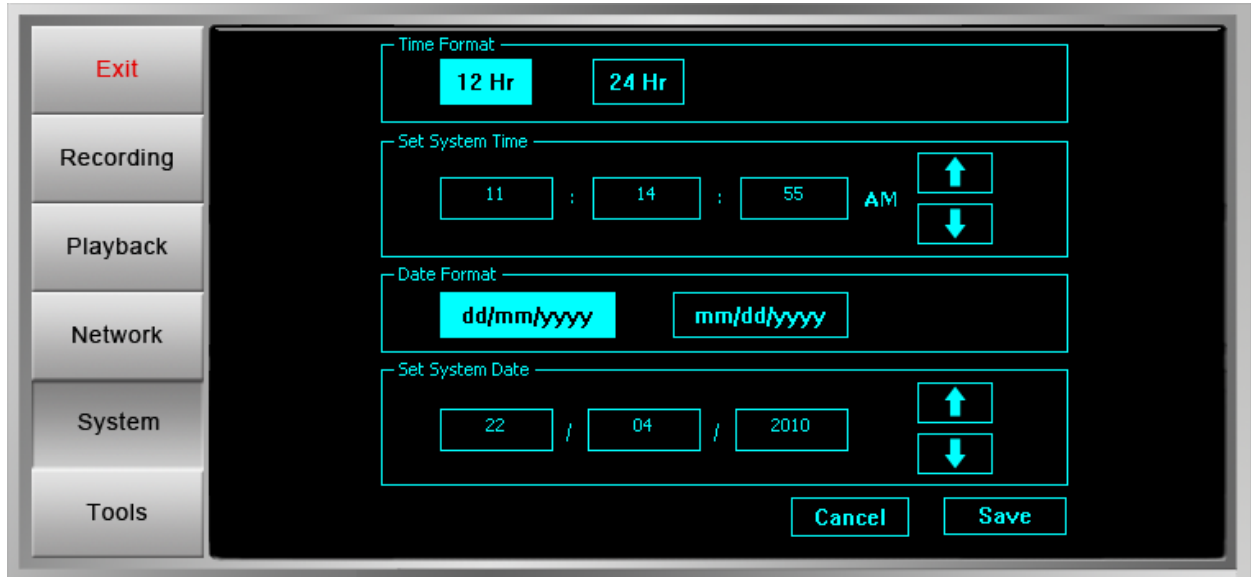 Exit
Recording
Playback
Network
System
Tools
Time Format
12 Hr 24 Hr
Set System Time
11 : 14 : 55 AM
Date Format
dd/mm/yyyy mm/dd/yyyy
Set System Date
22 / 04 / 2010
Cancel Save